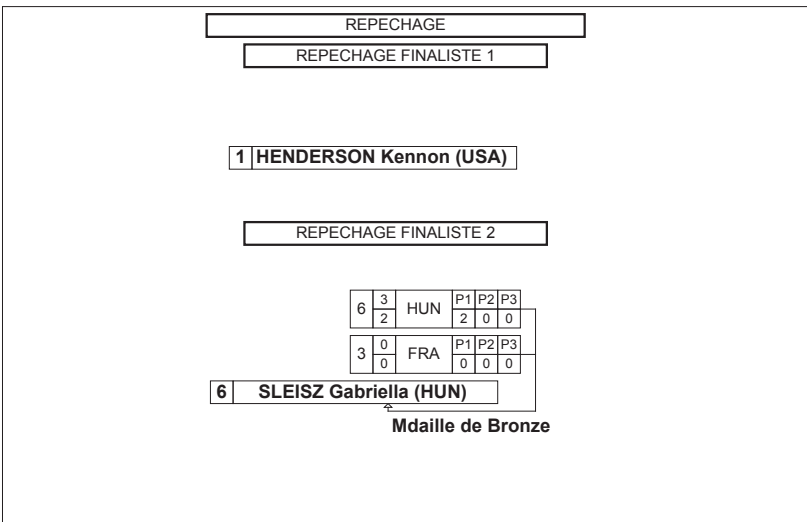 REPECHAGE
REPECHAGE FINALISTE 1
1 HENDERSON Kennon (USA)
REPECHAGE FINALISTE 2
6 3 HUN P1 P2 P3
2 2 0 0
3 0 FRA P1 P2 P3
0 0 0 0
6 SLEISZ Gabriella (HUN)
Mdaille de Bronze